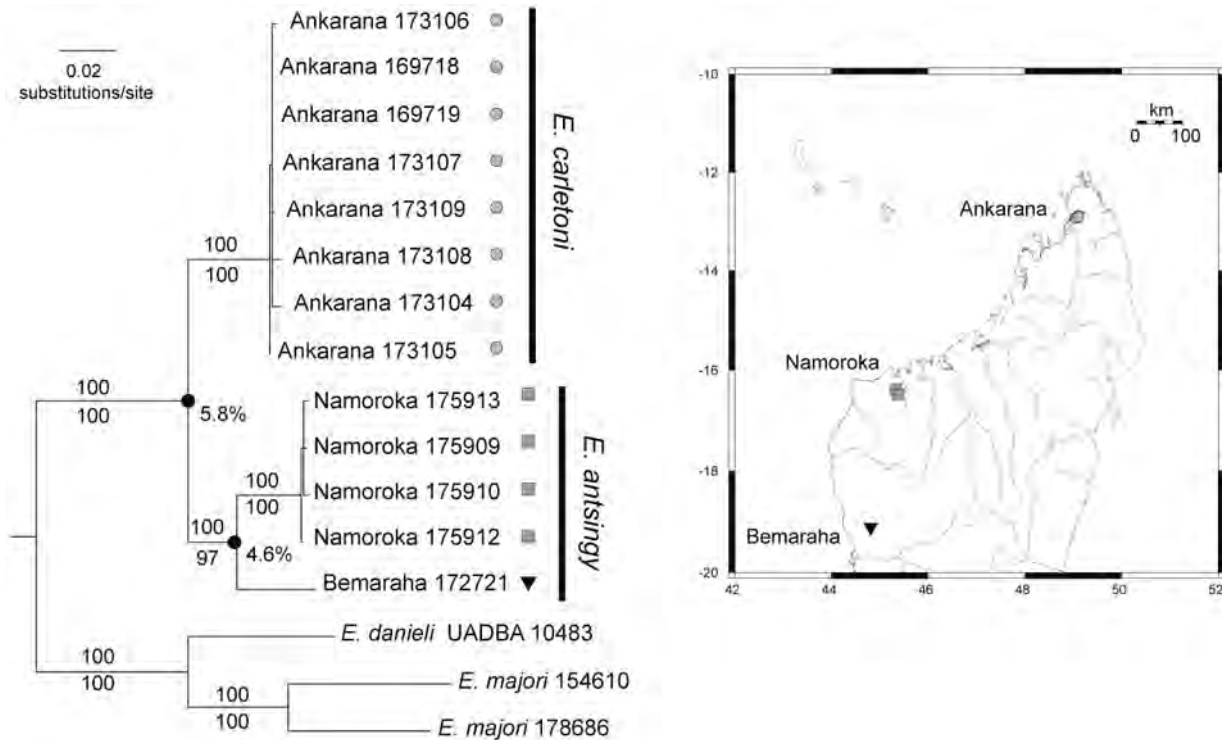 0.02
substitutions/site
Ankarana 173106
Ankarana 169718
Ankarana 169719
Ankarana 173107
Ankarana 173109
Ankarana 173108
Ankarana 173104
Ankarana 173105
E. carletoni
100
100
100
100
5.8%
Namoroka 175913
Namoroka 175909
Namoroka 175910
Namoroka 175912
Bemaraha 172721
E. antsingy
100
100
100
97
4.6%
E. danieli UADBA 10483
E. majori 154610
E. majori 178686
100
100
100
100
-10
-12
-14
-16
-18
-20
42
44
46
48
50
52
km
0 100
Ankarana
Namoroka
Bemaraha